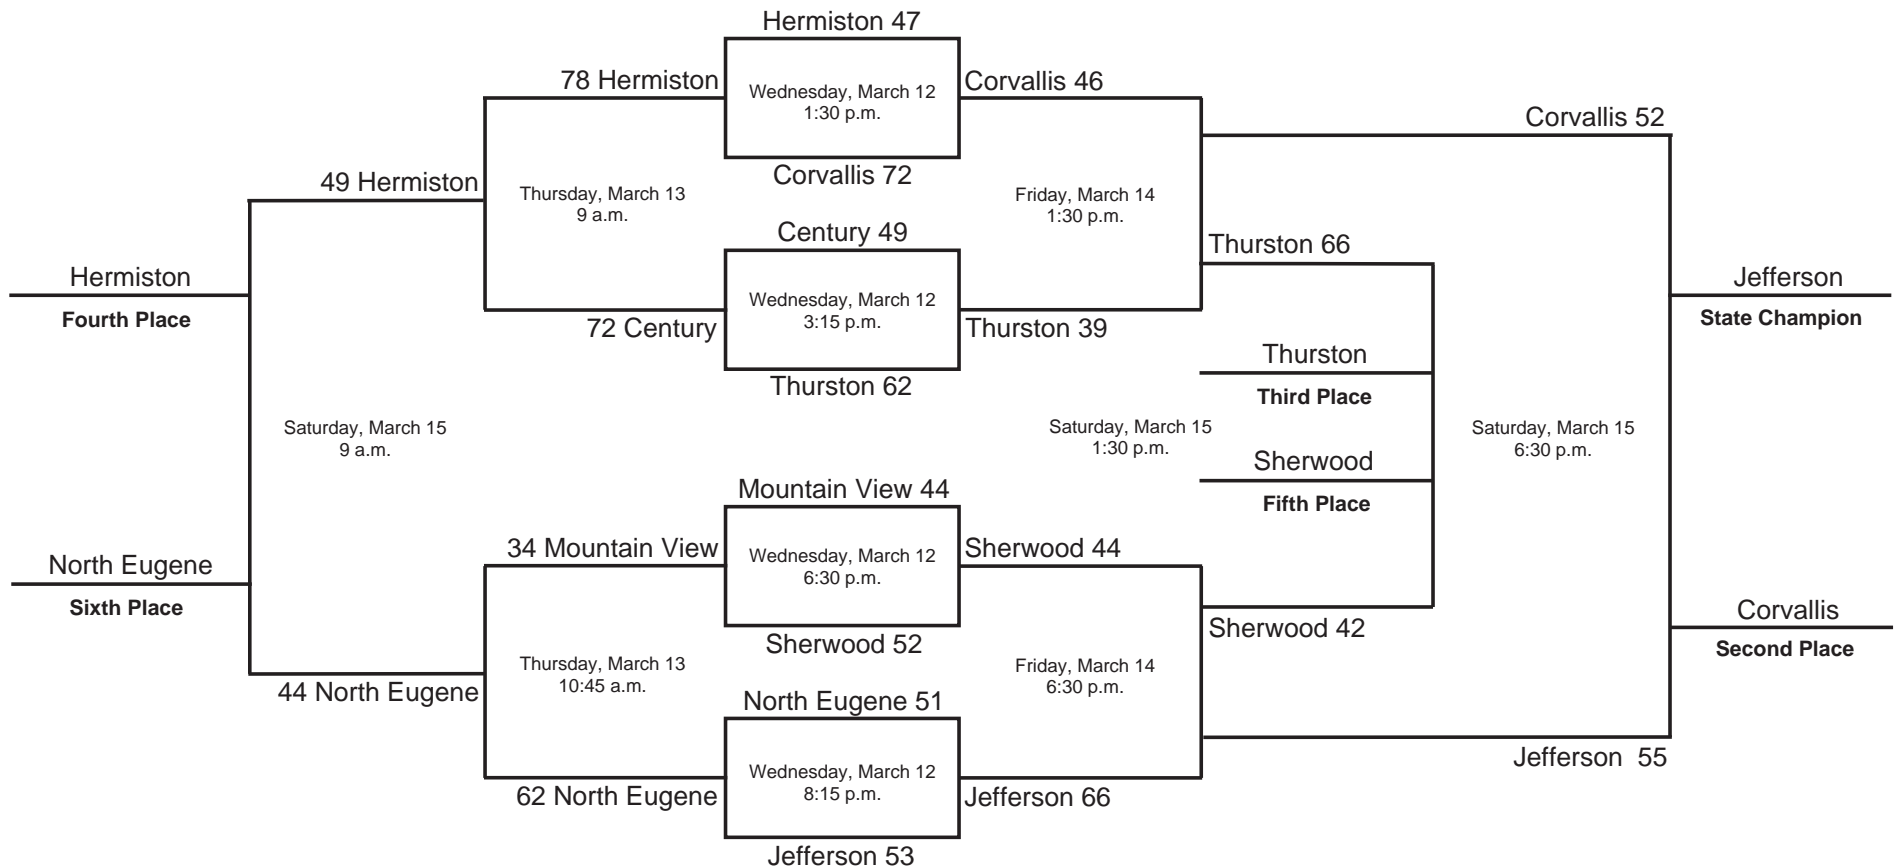 Hermiston 47
78 Hermiston
Wednesday, March 12
1:30 p.m.
Corvallis 46
Corvallis 52
Corvallis 72
49 Hermiston
Thursday, March 13
9 a.m.
Friday, March 14
1:30 p.m.
Century 49
Thurston 66
Hermiston
Fourth Place
Wednesday, March 12
3:15 p.m.
72 Century
Thurston 39
Jefferson
State Champion
Thurston
Third Place
Thurston 62
Saturday, March 15
9 a.m.
Saturday, March 15
1:30 p.m.
Saturday, March 15
6:30 p.m.
Sherwood
Fifth Place
Mountain View 44
34 Mountain View
Wednesday, March 12
6:30 p.m.
Sherwood 44
North Eugene
Sixth Place
Sherwood 52
Sherwood 42
Corvallis
Second Place
Thursday, March 13
10:45 a.m.
Friday, March 14
6:30 p.m.
44 North Eugene
North Eugene 51
Wednesday, March 12
8:15 p.m.
62 North Eugene
Jefferson 66
Jefferson 55
Jefferson 53